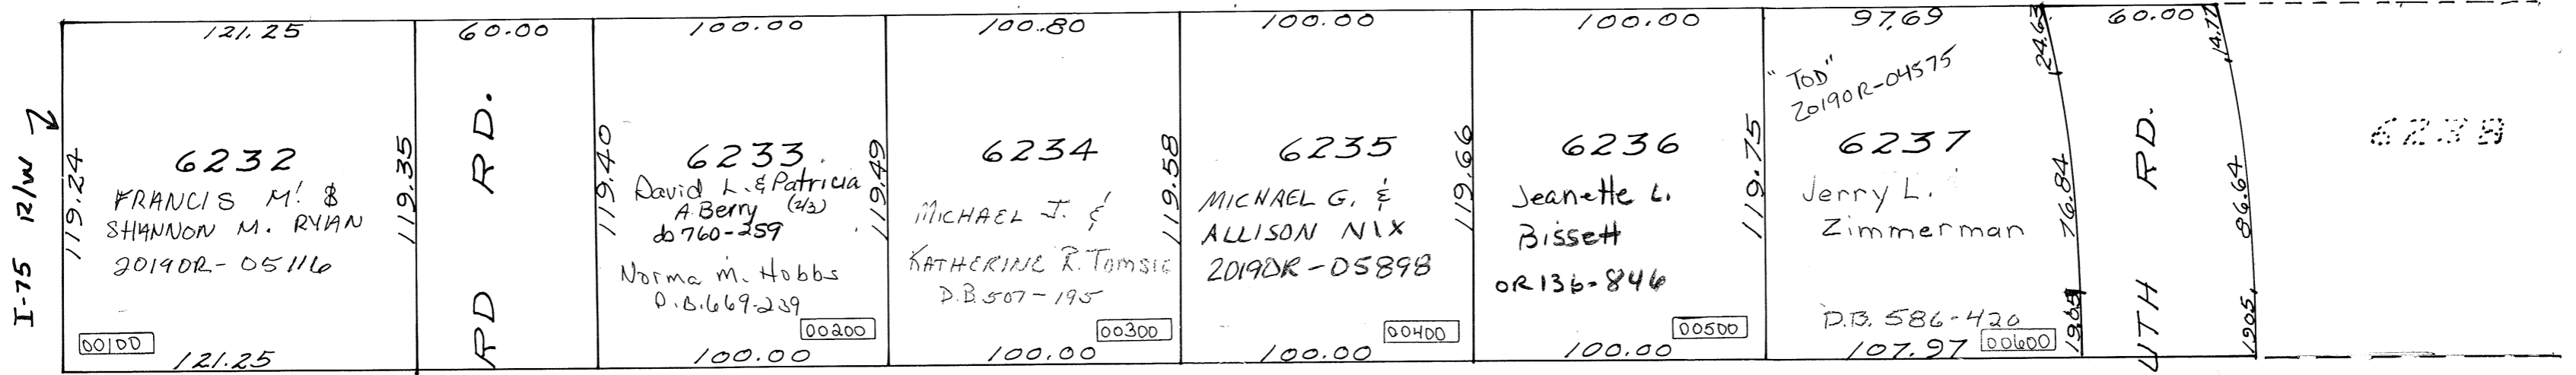 I-75 R/W
121.25
119.24
6232
FRANCIS M. &
SHANNON M. RYAN
2019OR-05116
00100
121.25
119.35
60.00
RD RD.
100.00
119.40
6233
David L. & Patricia
A. Berry (2/3)
db 760-259
Norma M. Hobbs
D.B. 669-239
00200
100.00
119.49
100.80
6234
MICHAEL J. &
KATHERINE R. TOMSIC
D.B. 507-195
00300
100.00
119.58
100.00
6235
MICHAEL G. &
ALLISON NIX
2019OR-05898
00400
100.00
119.66
100.00
6236
Jeanette L.
Bissett
OR 136-846
00500
100.00
119.75
97.69
"TOD"
2019OR-04575
6237
Jerry L.
Zimmerman
D.B. 586-420
00600
107.97
24.63
76.84
19.05
60.00
UTH RD.
14.77
86.64
19.05
6238